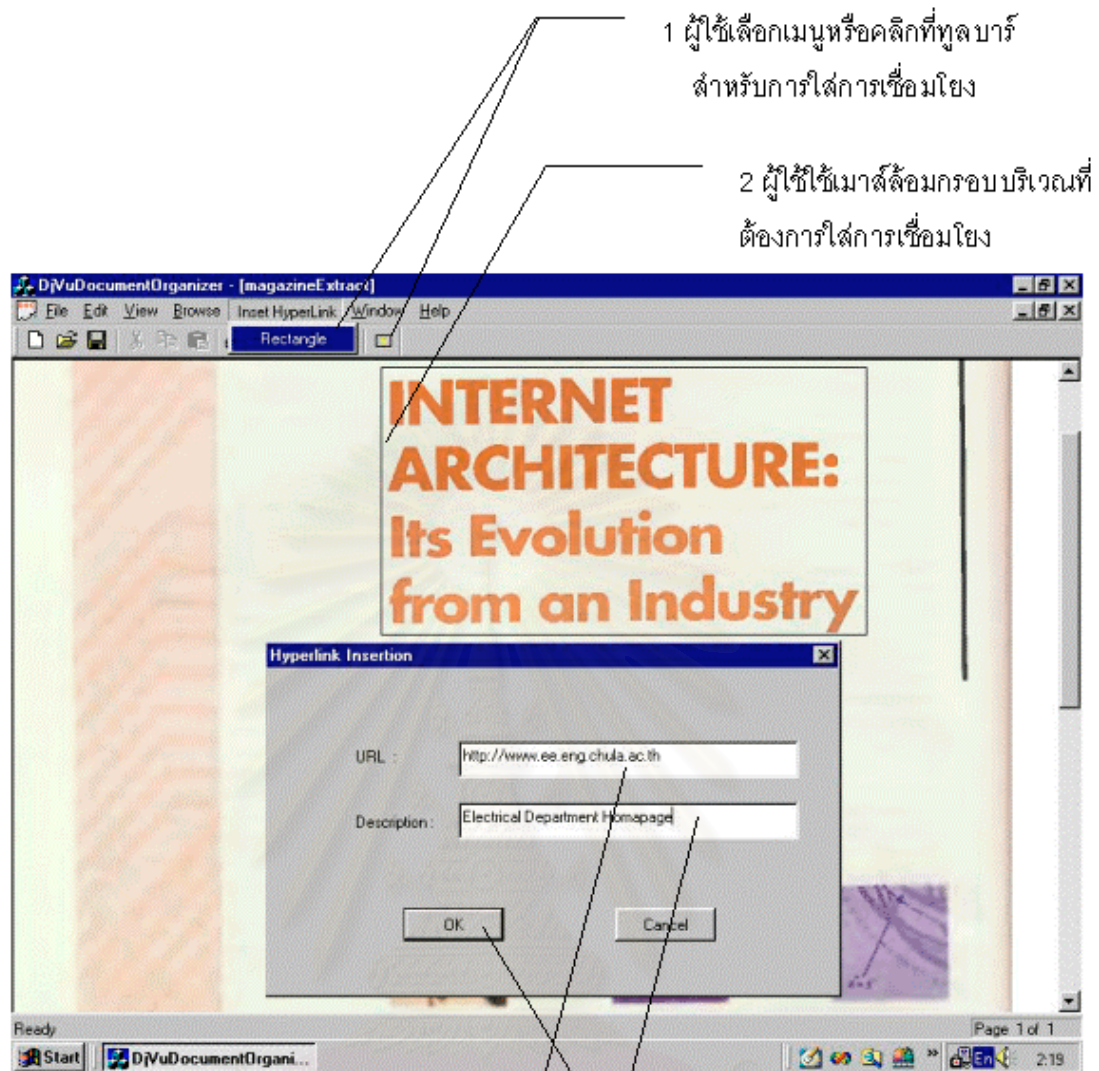 1 ผู้ใช้เลือกเมนูหรือคลิกที่ทูลบาร์
สำหรับการใส่การเชื่อมโยง
2 ผู้ใช้ใช้เมาส์ล้อมกรอบบริเวณที่
ต้องการใส่การเชื่อมโยง
DjVuDocumentOrganizer - [magazineExtract]
File Edit View Browse Inset HyperLink Window Help
Rectangle
INTERNET
ARCHITECTURE:
Its Evolution
from an Industry
Hyperlink Insertion
URL : http://www.ee.eng.chula.ac.th
Description : Electrical Department Homapage
OK Cancel
Ready Page 1 of 1
Start DjVuDocumentOrgani... » En 2:19